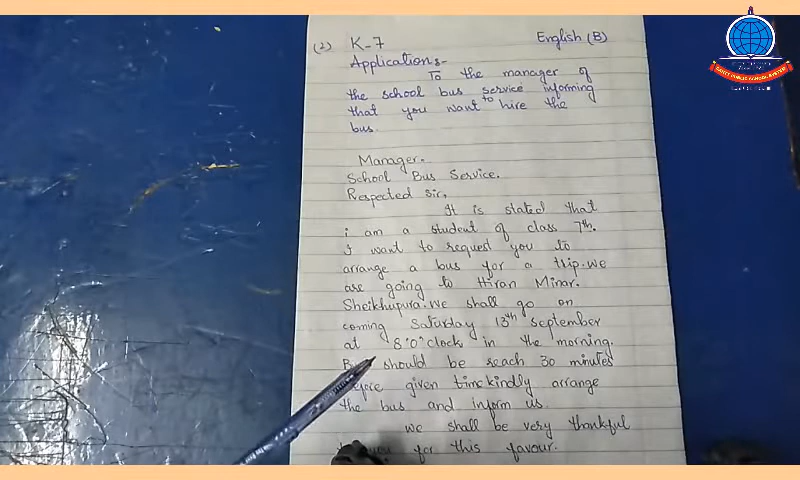 (2) K-7 English (B)
Applications:-
To the manager of
the school bus service informing
that you want to hire the
bus.
Manager.
School Bus Service.
Respected Sir,
It is stated that
i am a student of class 7th.
I want to request you to
arrange a bus for a trip. we
are going to Hiran Minar.
Sheikhupura. We shall go on
coming Saturday 13th September
at 8'0'clock in the morning.
should be reach 30 minutes
given time kindly arrange
the bus and inform us.
we shall be very thankful
you for this favour.